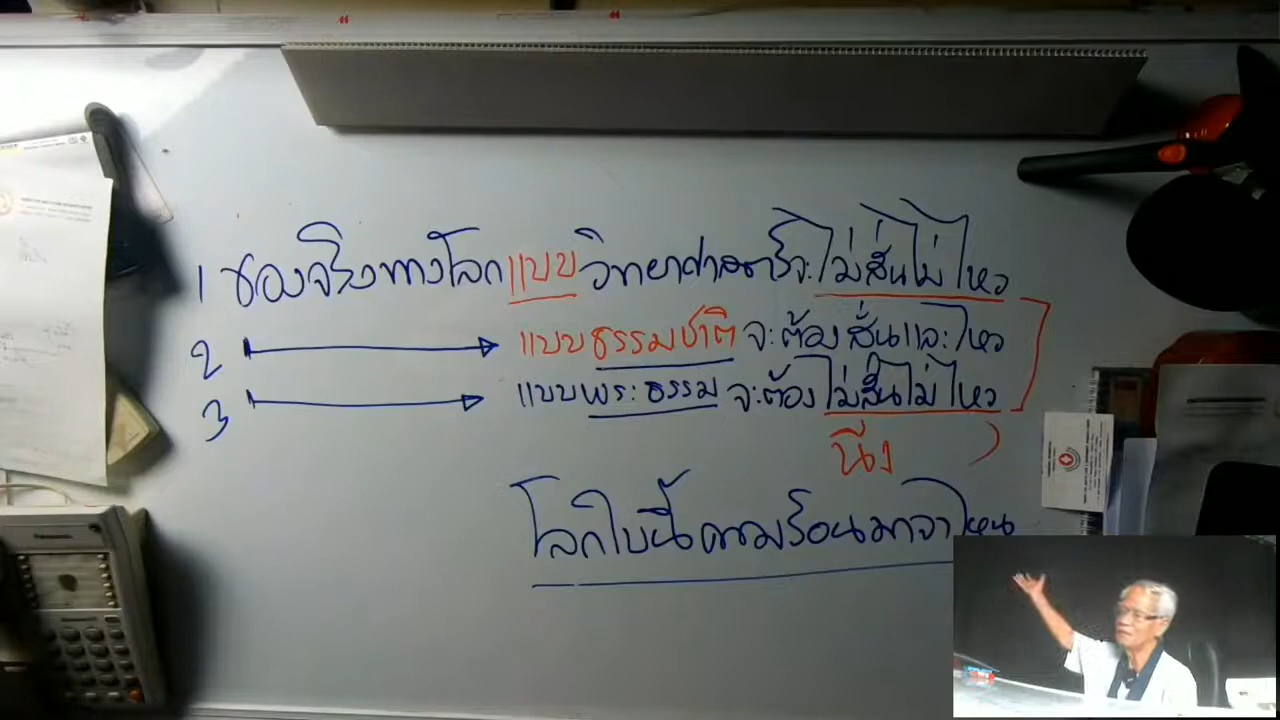 1 ของจริงทางโลกแบบวิทยาศาสตร์จะไม่สั่นไม่ไหว
2 แบบธรรมชาติ จะต้องสั่นและไหว
3 แบบพระธรรม จะต้องไม่สั่นไม่ไหว
นิ่ง
โลกใบนี้ความร้อนมาจากไหน
Panasonic